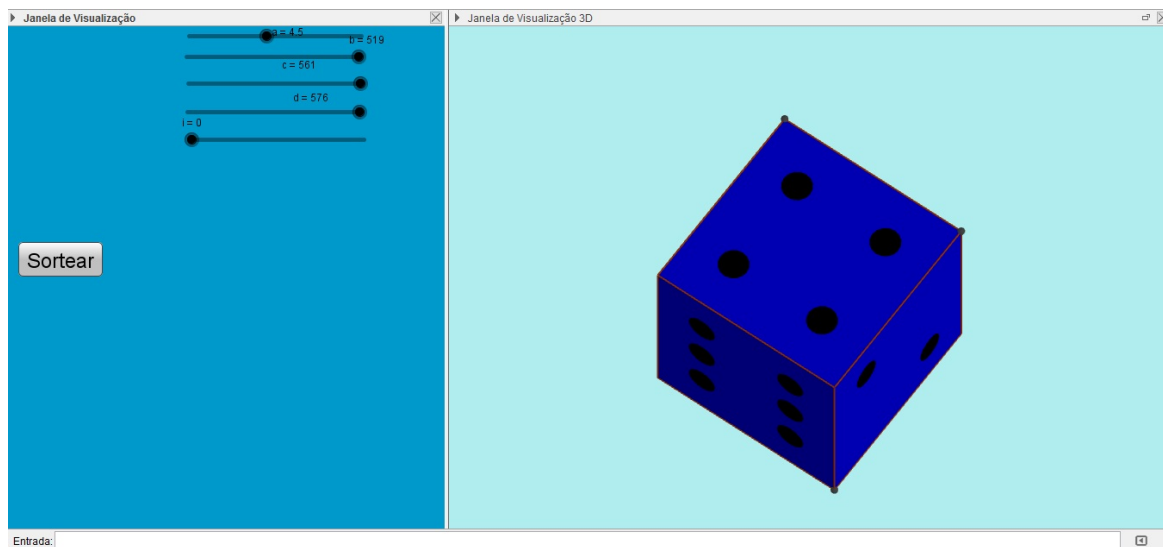 Janela de Visualização
Janela de Visualização 3D
a = 4.5
b = 519
c = 561
d = 576
i = 0
Sortear
Entrada: